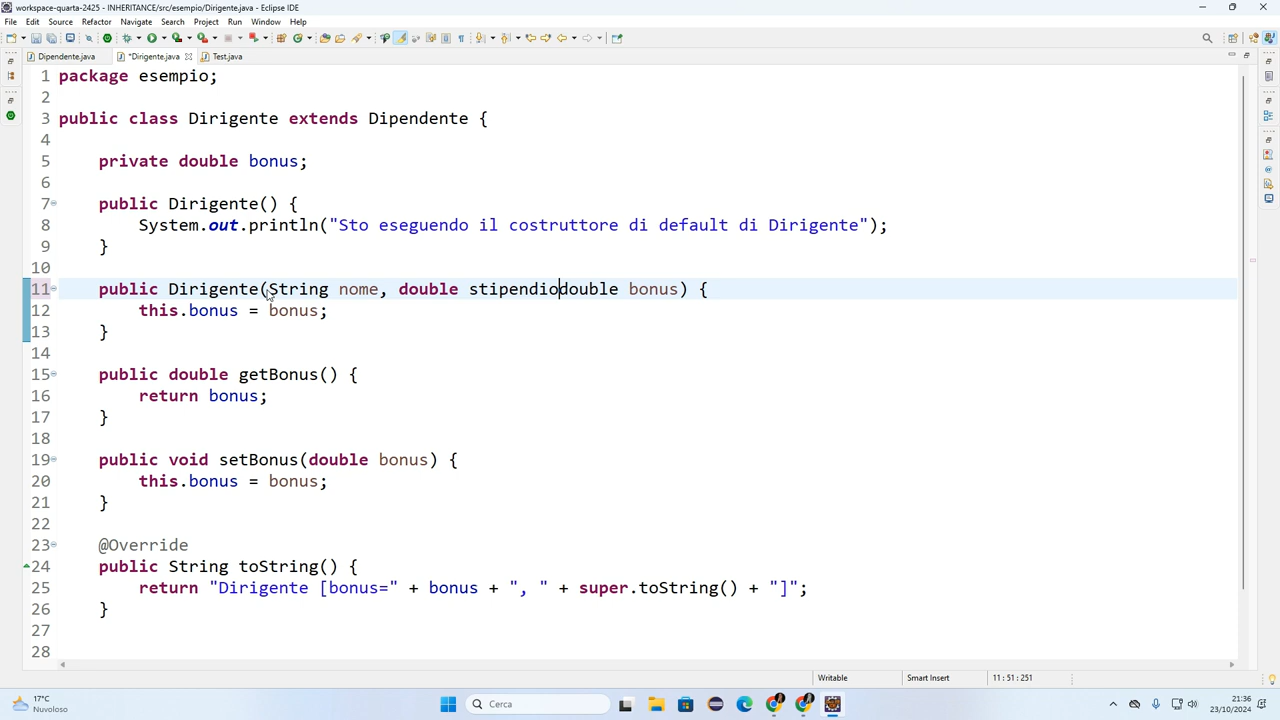 workspace-quarta-2425 - INHERITANCE/src/esempio/Dirigente.java - Eclipse IDE
File Edit Source Refactor Navigate Search Project Run Window Help
Dipendente.java *Dirigente.java Test.java
1 package esempio;
2
3 public class Dirigente extends Dipendente {
4
5 private double bonus;
6
7 public Dirigente() {
8 System.out.println("Sto eseguendo il costruttore di default di Dirigente");
9 }
10
11 public Dirigente(String nome, double stipendiodouble bonus) {
12 this.bonus = bonus;
13 }
14
15 public double getBonus() {
16 return bonus;
17 }
18
19 public void setBonus(double bonus) {
20 this.bonus = bonus;
21 }
22
23 @Override
24 public String toString() {
25 return "Dirigente [bonus=" + bonus + ", " + super.toString() + "]";
26 }
27
28
Writable Smart Insert 11 : 51 : 251
17°C
Nuvoloso
Cerca
21:36
23/10/2024